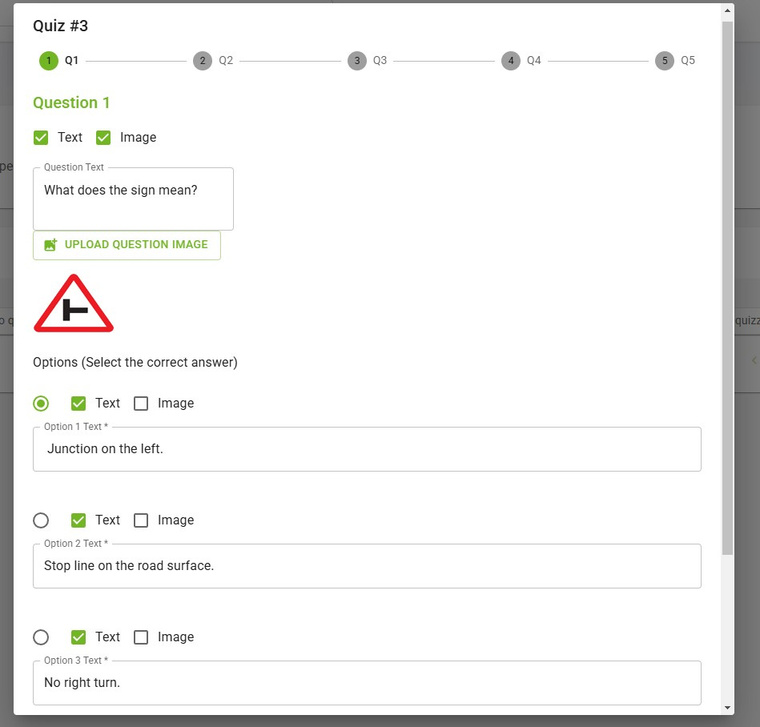 Quiz #3
1 Q1 2 Q2 3 Q3 4 Q4 5 Q5
Question 1
Text Image
Question Text
What does the sign mean?
UPLOAD QUESTION IMAGE
Options (Select the correct answer)
Text Image
Option 1 Text *
Junction on the left.
Text Image
Option 2 Text *
Stop line on the road surface.
Text Image
Option 3 Text *
No right turn.